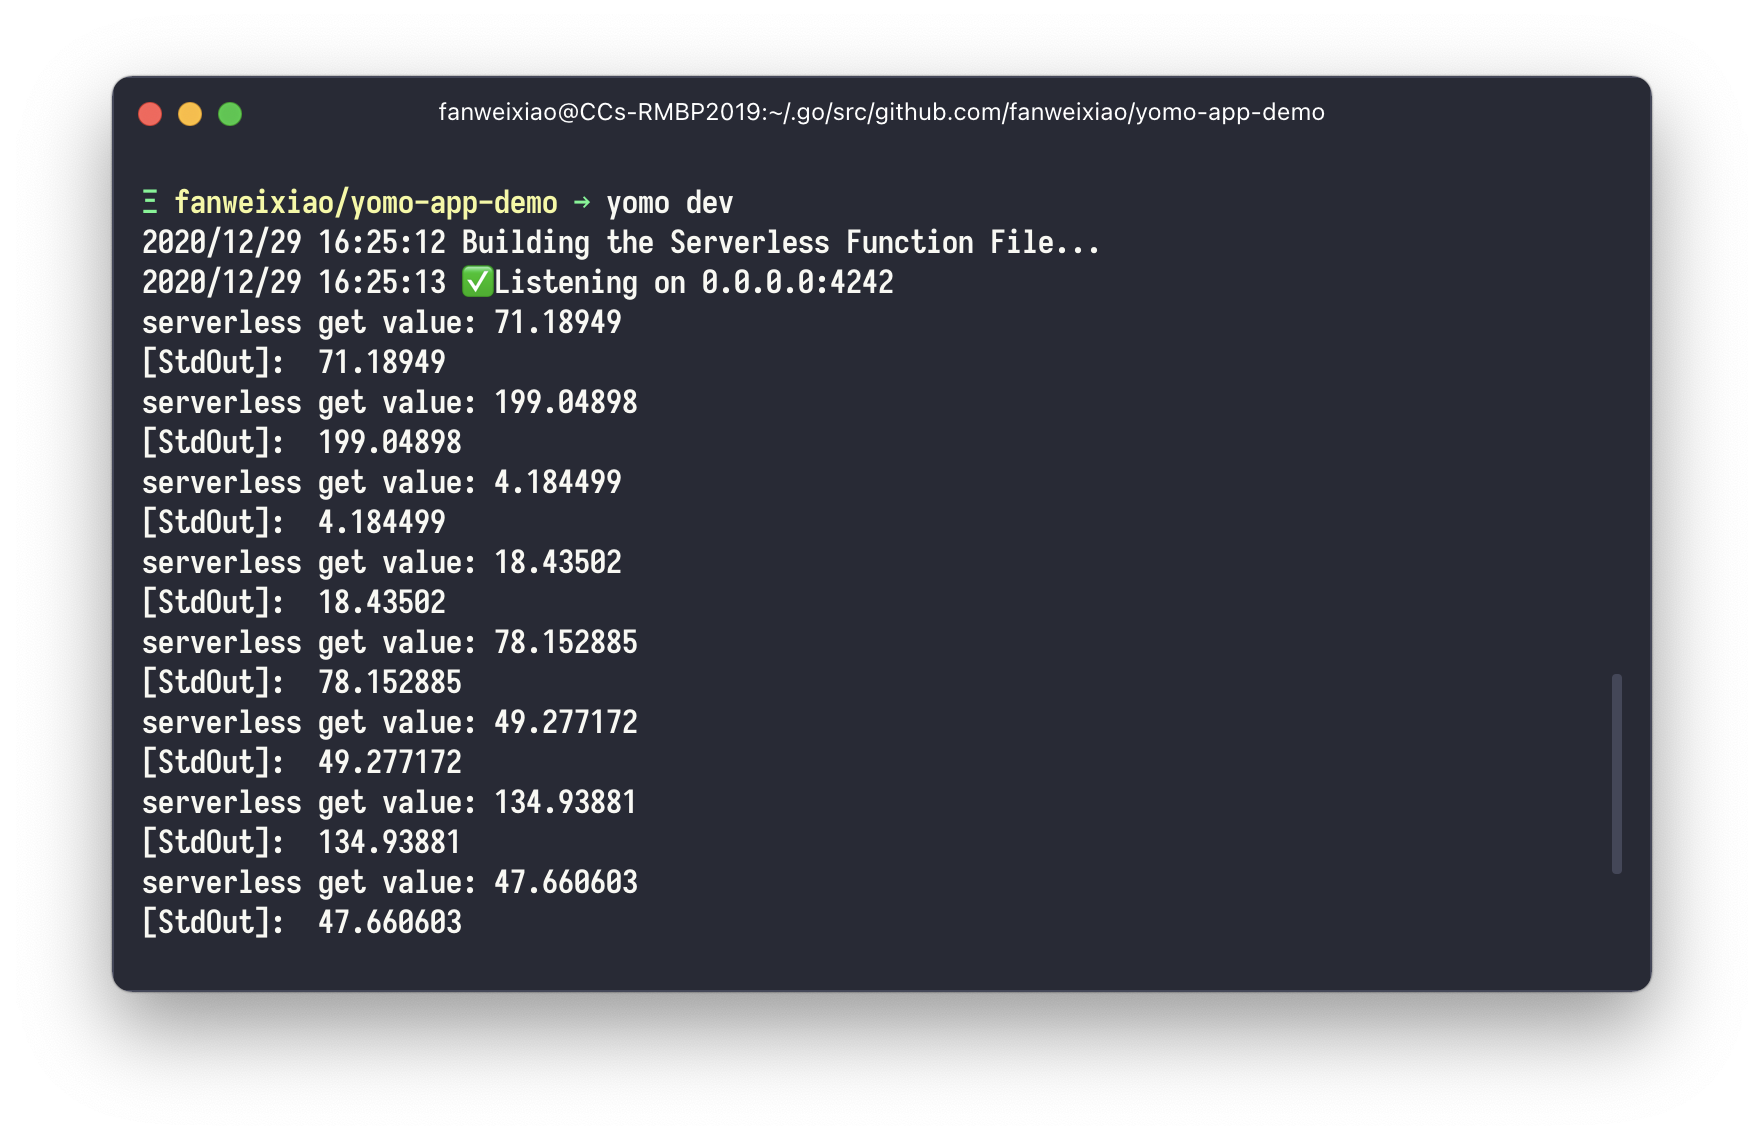 fanweixiao@CCs-RMBP2019:~/.go/src/github.com/fanweixiao/yomo-app-demo
Ξ fanweixiao/yomo-app-demo → yomo dev
2020/12/29 16:25:12 Building the Serverless Function File...
2020/12/29 16:25:13 ✅Listening on 0.0.0.0:4242
serverless get value: 71.18949
[StdOut]:  71.18949
serverless get value: 199.04898
[StdOut]:  199.04898
serverless get value: 4.184499
[StdOut]:  4.184499
serverless get value: 18.43502
[StdOut]:  18.43502
serverless get value: 78.152885
[StdOut]:  78.152885
serverless get value: 49.277172
[StdOut]:  49.277172
serverless get value: 134.93881
[StdOut]:  134.93881
serverless get value: 47.660603
[StdOut]:  47.660603